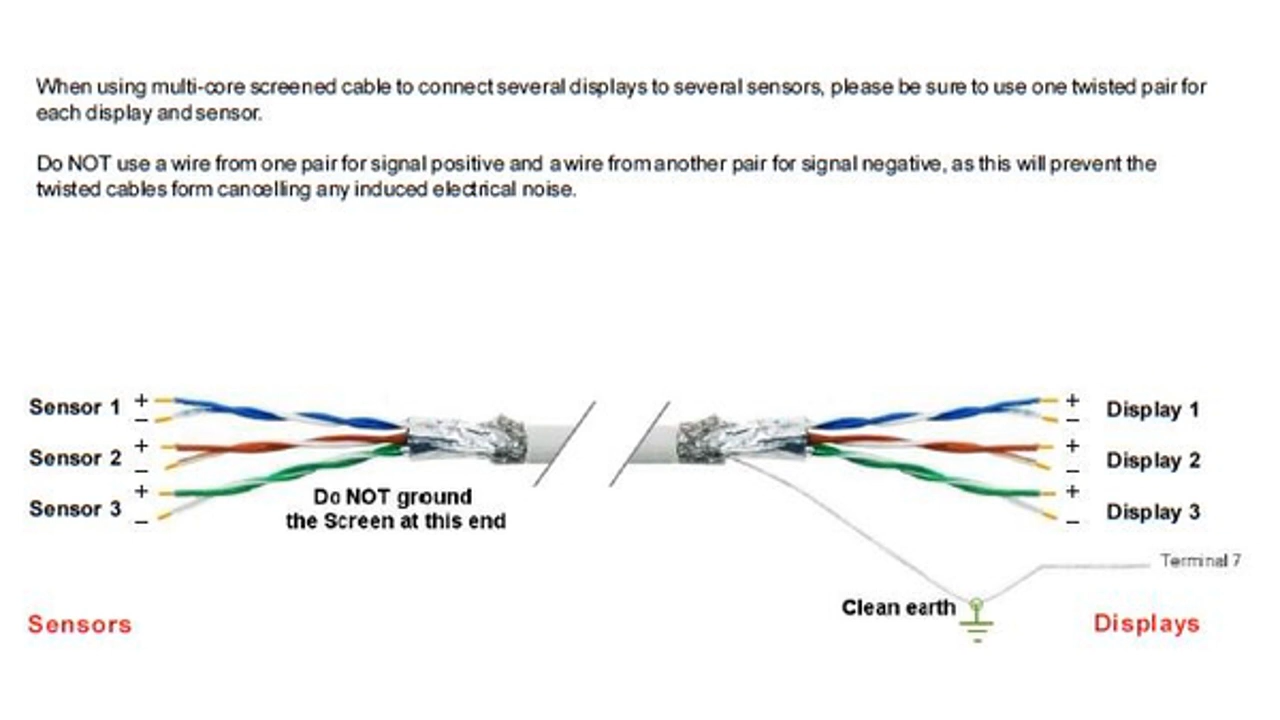 When using multi-core screened cable to connect several displays to several sensors, please be sure to use one twisted pair for
each display and sensor.
Do NOT use a wire from one pair for signal positive and a wire from another pair for signal negative, as this will prevent the
twisted cables form cancelling any induced electrical noise.
Sensor 1 + −
Sensor 2 + −
Sensor 3 + −
Do NOT ground
the Screen at this end
+ − Display 1
+ − Display 2
+ − Display 3
Terminal 7
Clean earth
Sensors
Displays